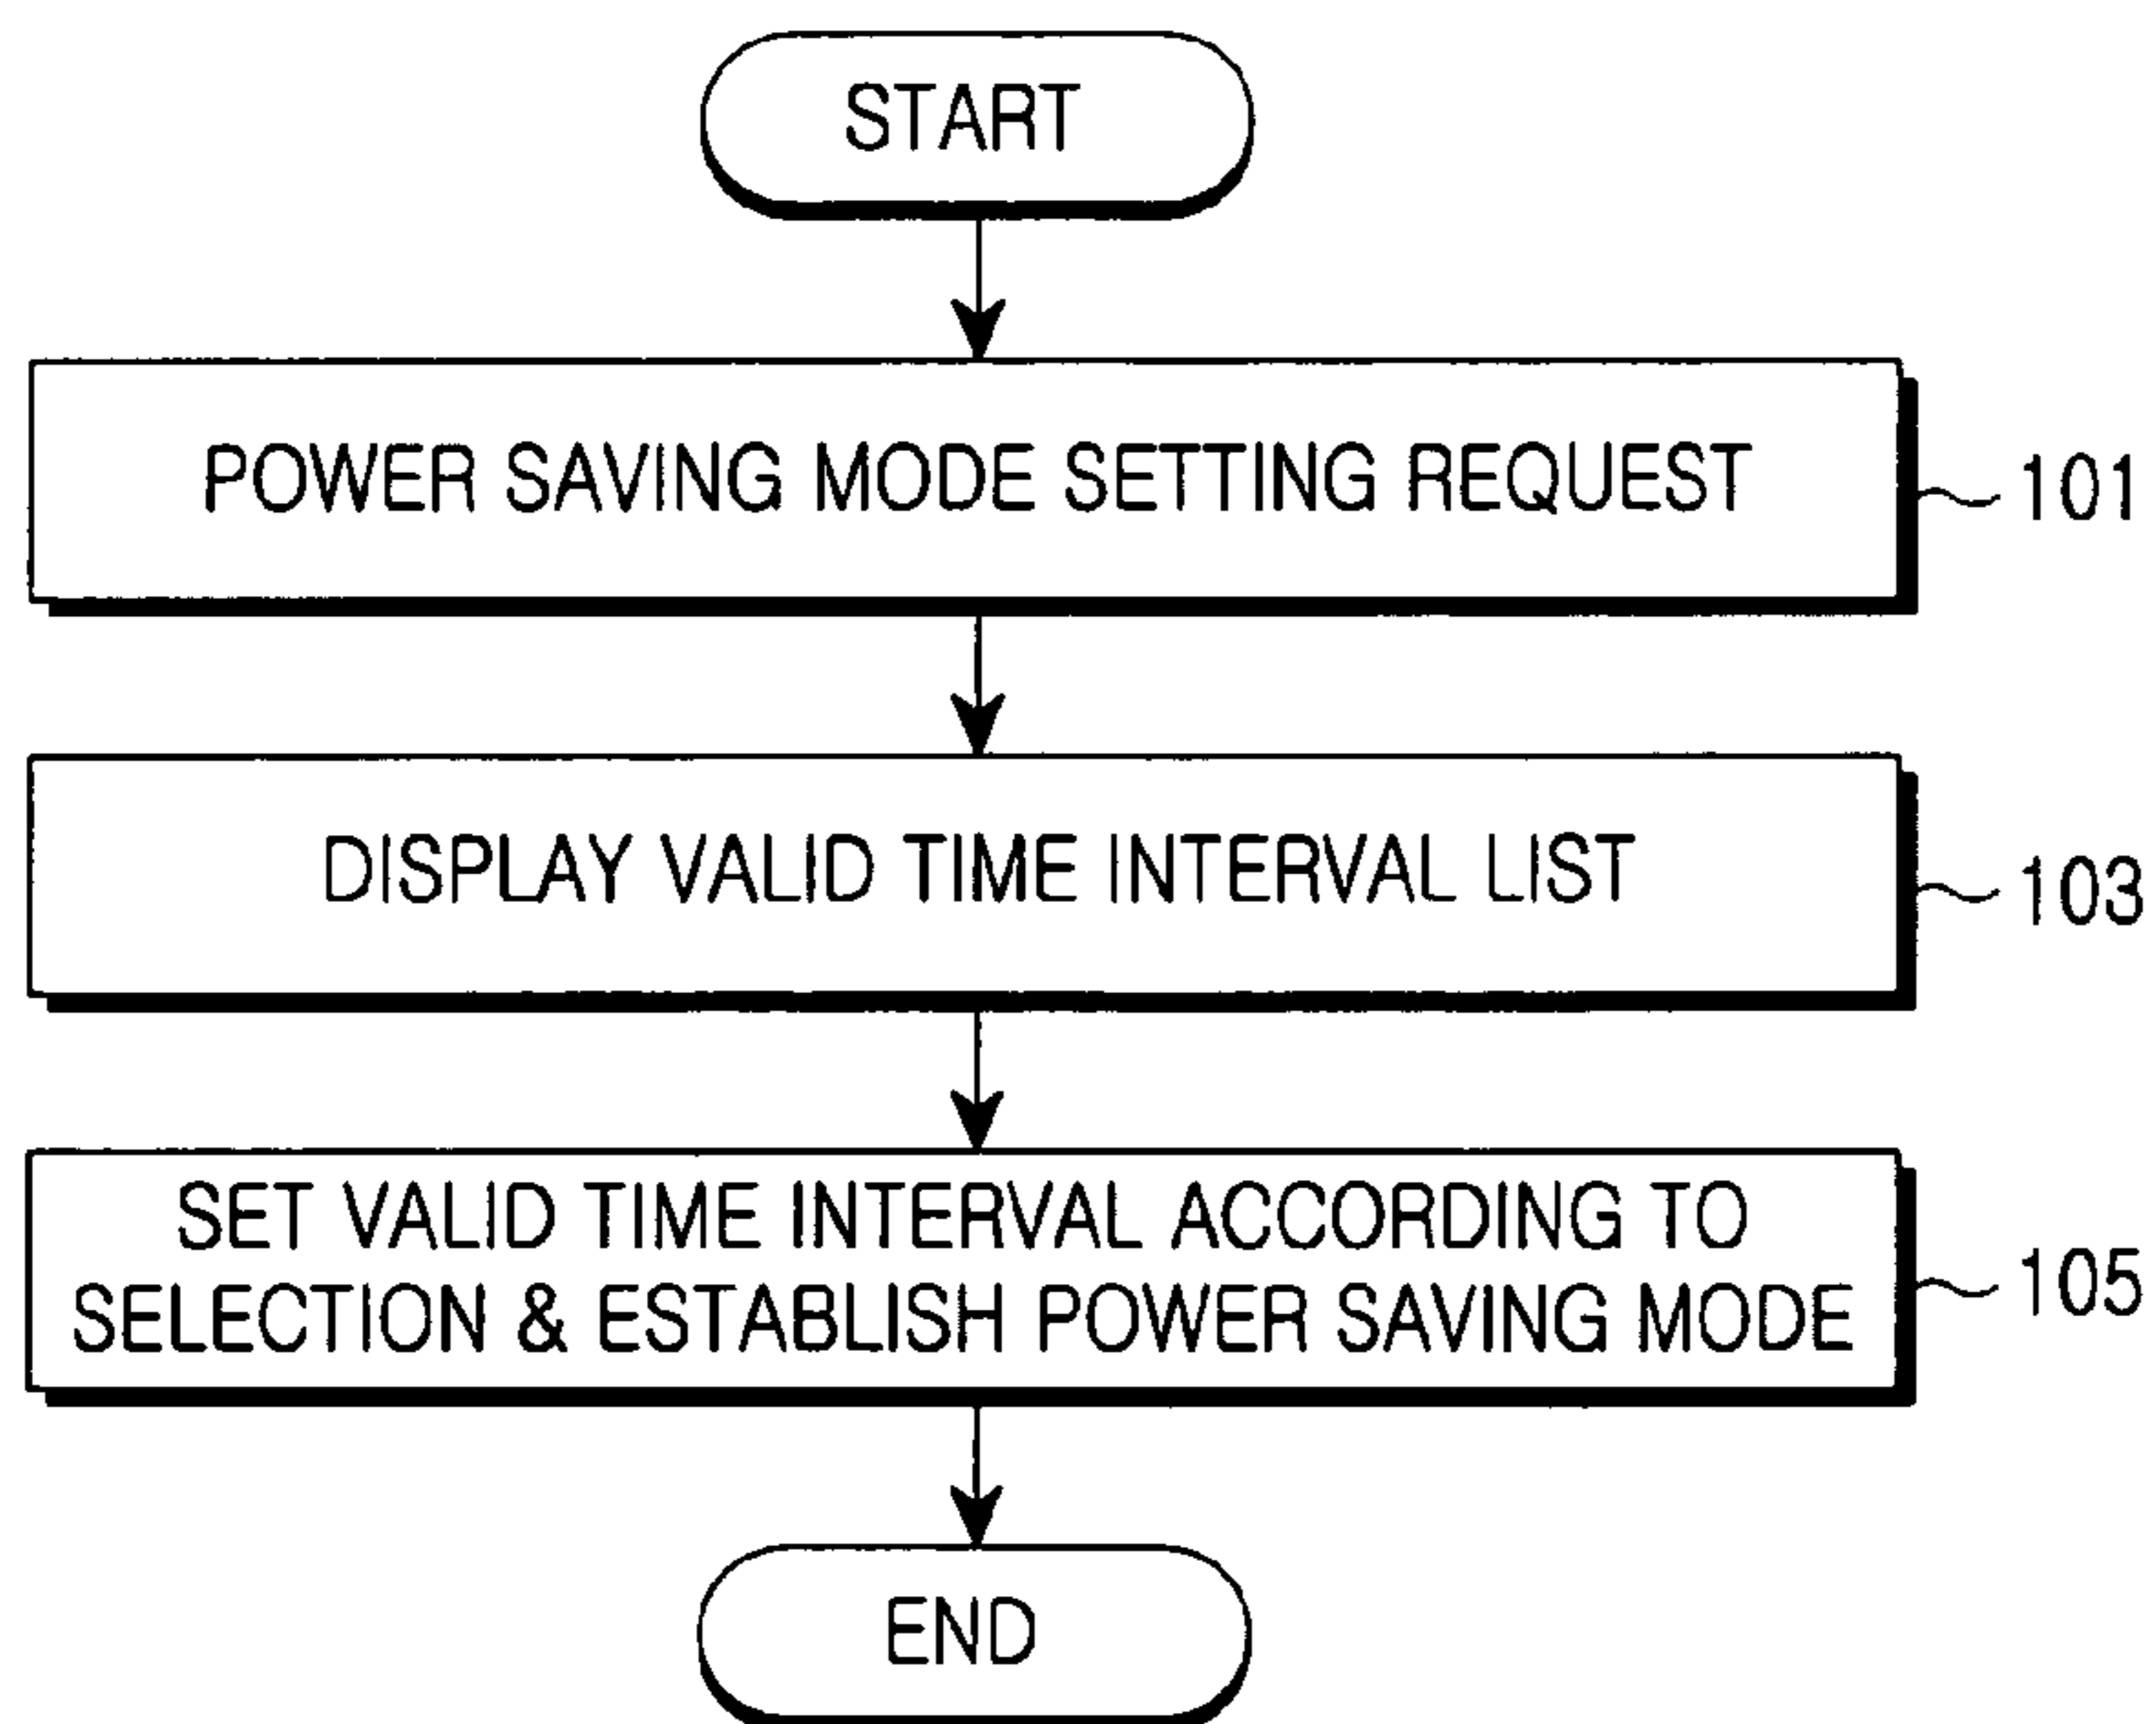 START
POWER SAVING MODE SETTING REQUEST
101
DISPLAY VALID TIME INTERVAL LIST
103
SET VALID TIME INTERVAL ACCORDING TO
SELECTION & ESTABLISH POWER SAVING MODE
105
END